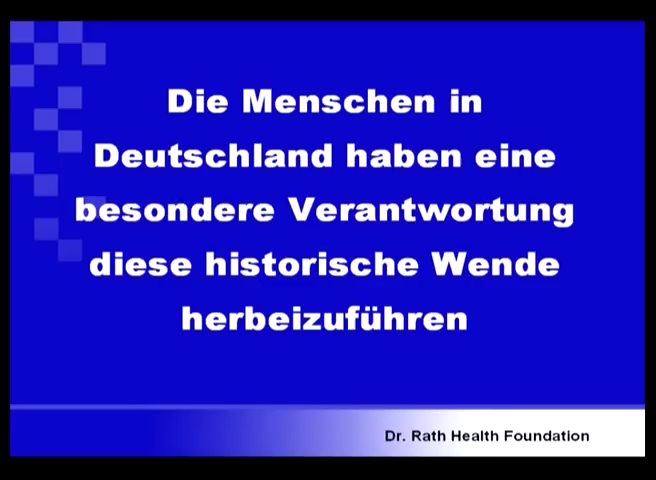 Die Menschen in
Deutschland haben eine
besondere Verantwortung
diese historische Wende
herbeizuführen
Dr. Rath Health Foundation